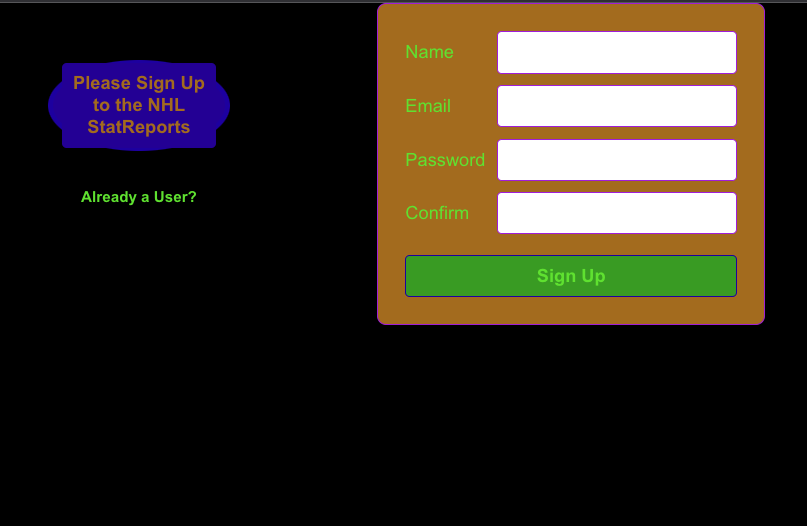 Please Sign Up
to the NHL
StatReports
Already a User?
Name
Email
Password
Confirm
Sign Up